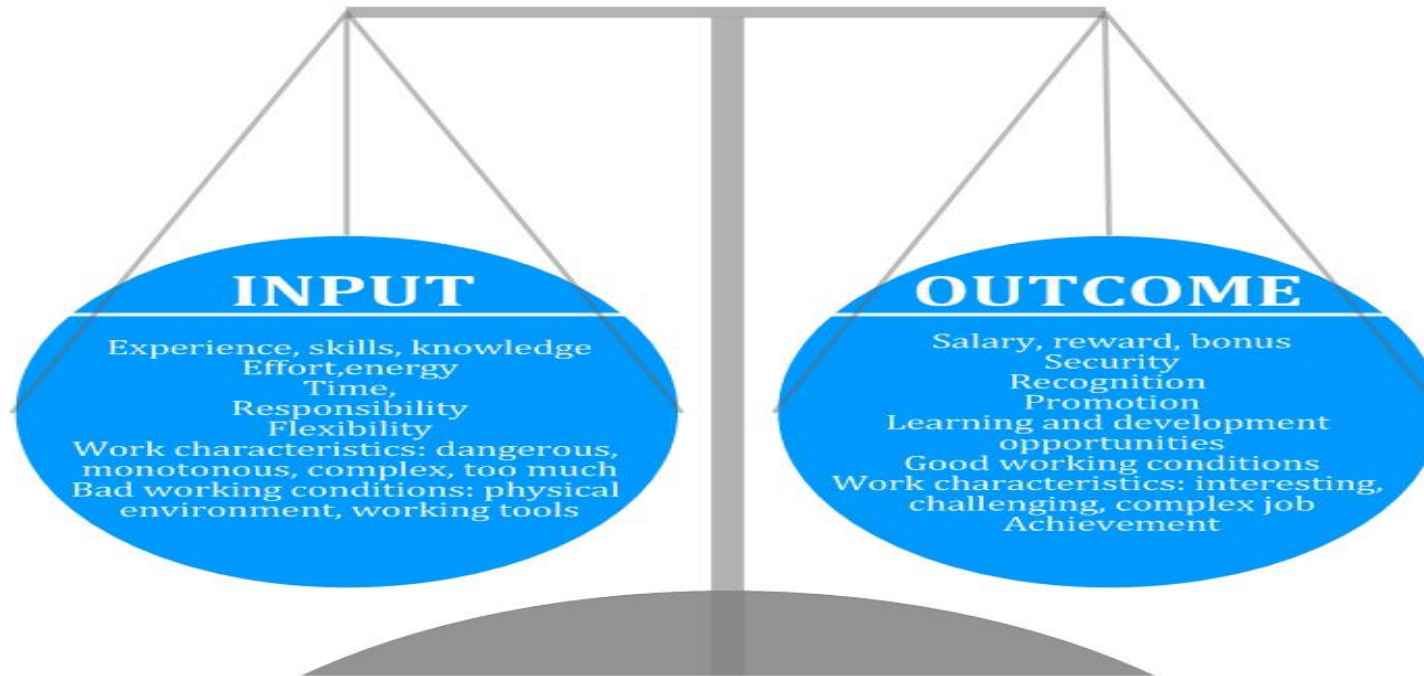 INPUT
Experience, skills, knowledge
Effort,energy
Time,
Responsibility
Flexibility
Work characteristics: dangerous,
monotonous, complex, too much
Bad working conditions: physical
environment, working tools
OUTCOME
Salary, reward, bonus
Security
Recognition
Promotion
Learning and development
opportunities
Good working conditions
Work characteristics: interesting,
challenging, complex job
Achievement